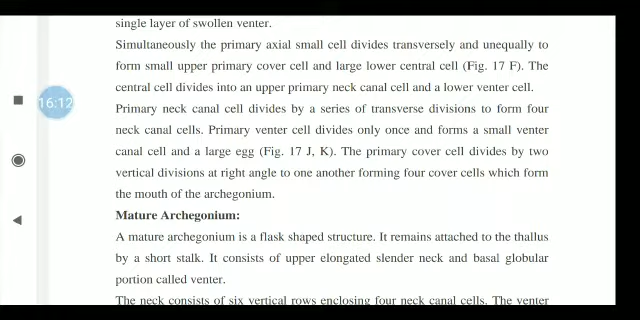 single layer of swollen venter.
Simultaneously the primary axial small cell divides transversely and unequally to
form small upper primary cover cell and large lower central cell (Fig. 17 F). The
central cell divides into an upper primary neck canal cell and a lower venter cell.
16:12
Primary neck canal cell divides by a series of transverse divisions to form four
neck canal cells. Primary venter cell divides only once and forms a small venter
canal cell and a large egg (Fig. 17 J, K). The primary cover cell divides by two
vertical divisions at right angle to one another forming four cover cells which form
the mouth of the archegonium.
Mature Archegonium:
A mature archegonium is a flask shaped structure. It remains attached to the thallus
by a short stalk. It consists of upper elongated slender neck and basal globular
portion called venter.
The neck consists of six vertical rows enclosing four neck canal cells. The venter